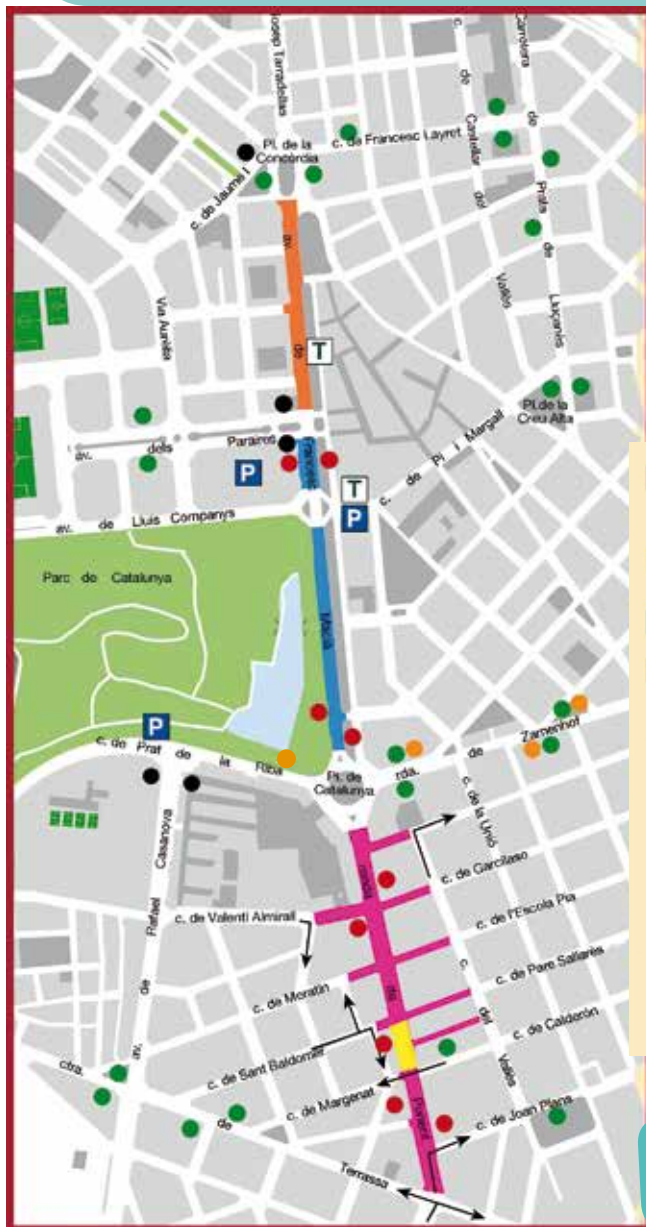 Josep Tarradellas
Carretera de Prats de Lluçanès
c. de Castellar del Vallès
Pl. de la
Concòrdia
c. de Francesc Layret
c. de Jaume I
Via Aurèlia
av. de Francesc Macià
T
Pl. de la
Creu Alta
av. dels Paraires
P
T
P
c. de Pi i Margall
av. de Lluís Companys
Parc de Catalunya
P
c. de Prat de la Riba
Pl. de
Catalunya
rda. de Zamenhof
c. de la Unió
c. de Garcilaso
av. de Rafael Casanova
c. de Valentí Almirall
ronda de Ponent
c. de l'Escola Pia
c. de Moratín
c. de Pare Sallarès
c. del Vallès
c. de Calderón
c. de Sant Baldomer
c. de Margenat
c. de Joan Plans
ctra. de Terrassa